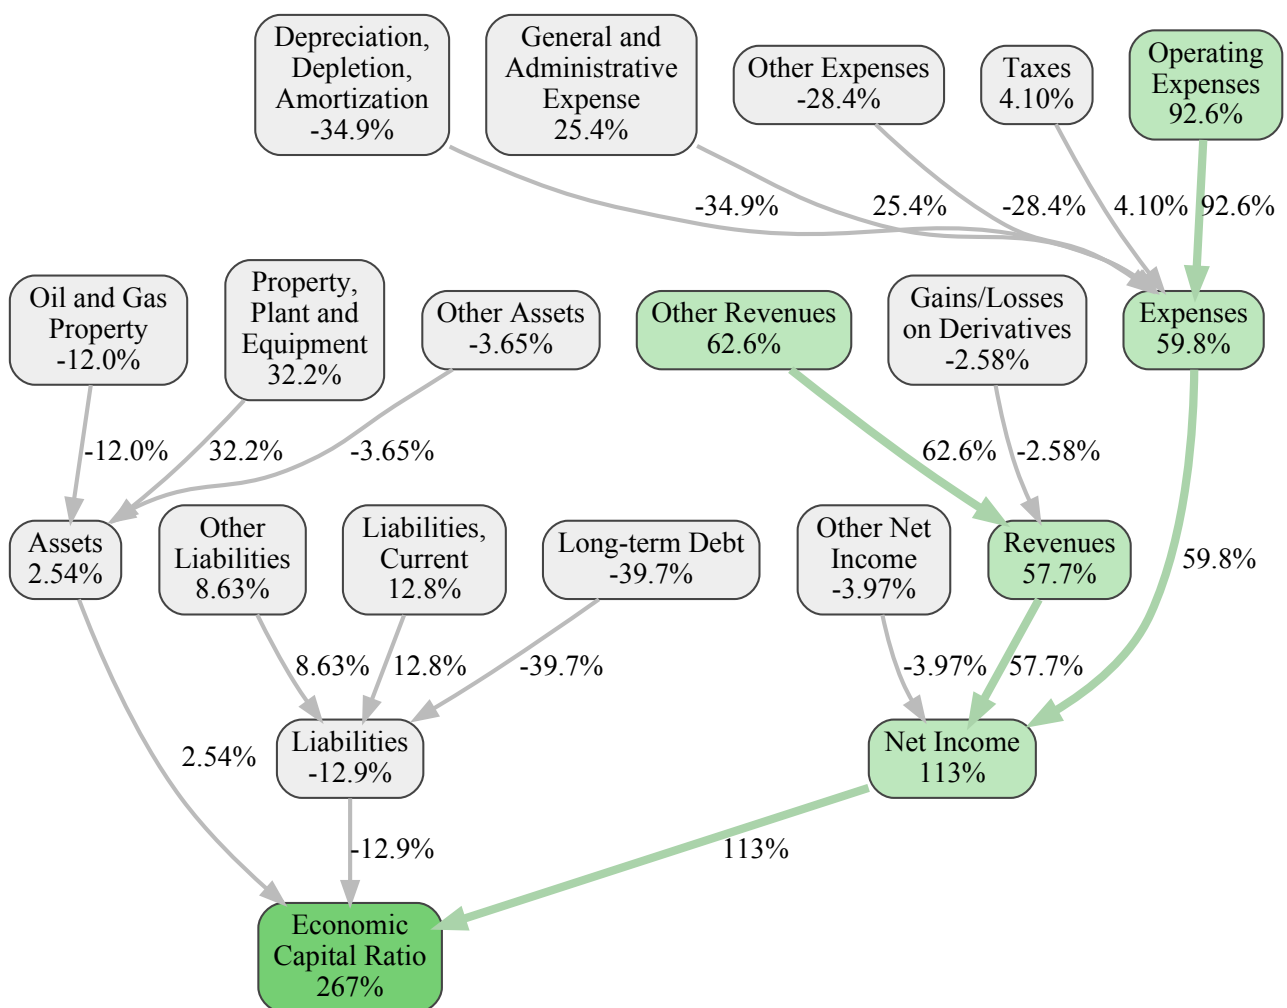 Depreciation,
Depletion,
Amortization
-34.9%
General and
Administrative
Expense
25.4%
Other Expenses
-28.4%
Taxes
4.10%
Operating
Expenses
92.6%
-34.9%
25.4%
-28.4%
4.10%
92.6%
Oil and Gas
Property
-12.0%
Property,
Plant and
Equipment
32.2%
Other Assets
-3.65%
Other Revenues
62.6%
Gains/Losses
on Derivatives
-2.58%
Expenses
59.8%
-12.0%
32.2%
-3.65%
62.6%
-2.58%
Assets
2.54%
Other
Liabilities
8.63%
Liabilities,
Current
12.8%
Long-term Debt
-39.7%
Other Net
Income
-3.97%
Revenues
57.7%
59.8%
8.63%
12.8%
-39.7%
-3.97%
57.7%
2.54%
Liabilities
-12.9%
Net Income
113%
-12.9%
113%
Economic
Capital Ratio
267%